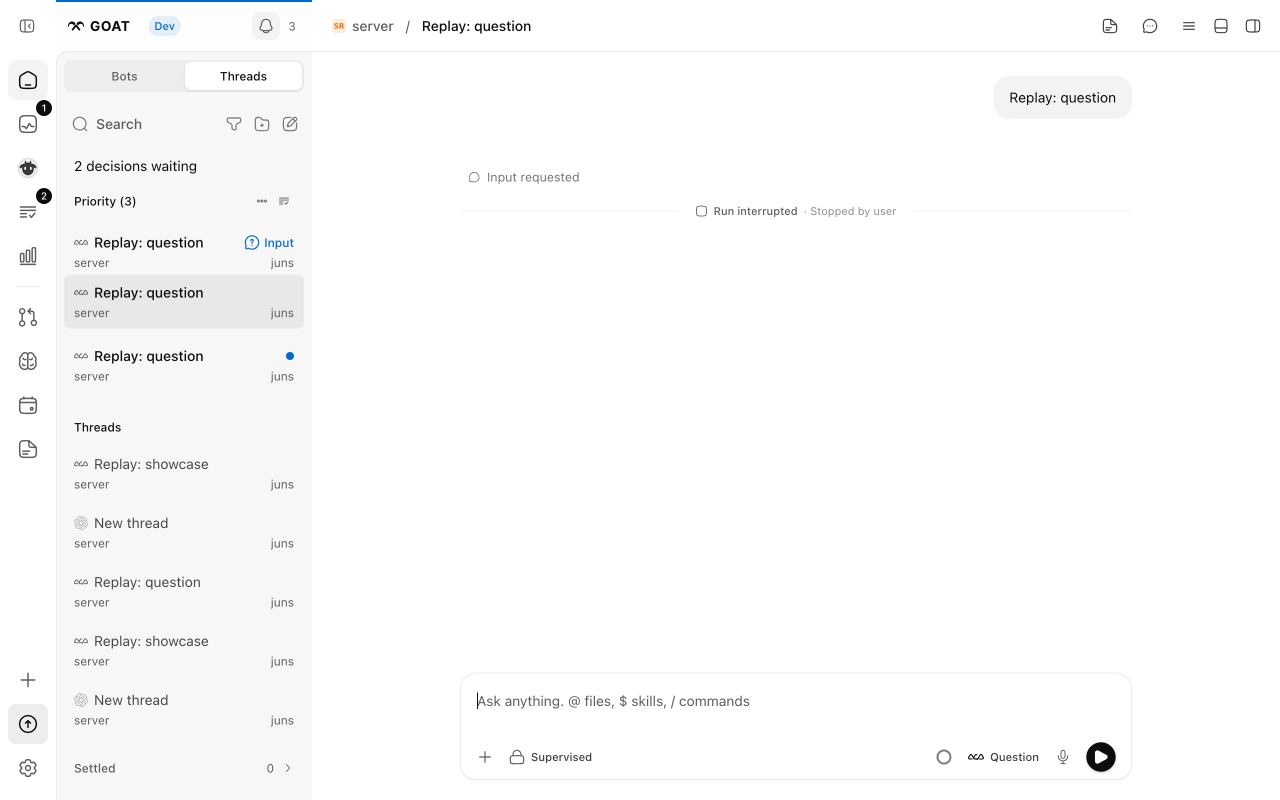 GOAT
Dev
3
SR server / Replay: question
1
2
Bots
Threads
Search
2 decisions waiting
Priority (3)
Replay: question
Input
server
juns
Replay: question
server
juns
Replay: question
server
juns
Threads
Replay: showcase
server
juns
New thread
server
juns
Replay: question
server
juns
Replay: showcase
server
juns
New thread
server
juns
Settled
0
Replay: question
Input requested
Run interrupted · Stopped by user
Ask anything. @ files, $ skills, / commands
Supervised
Question